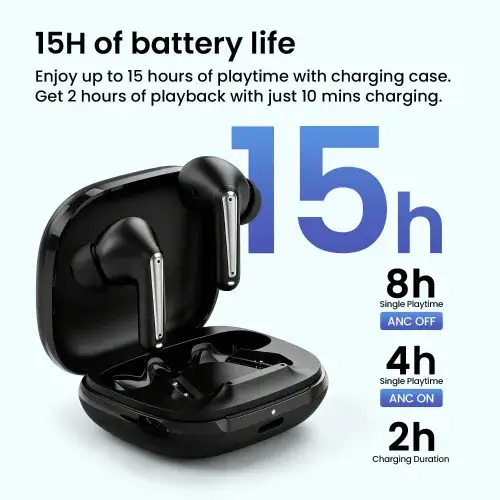 15H of battery life
Enjoy up to 15 hours of playtime with charging case.
Get 2 hours of playback with just 10 mins charging.
15h
8h
Single Playtime
ANC OFF
4h
Single Playtime
ANC ON
2h
Charging Duration